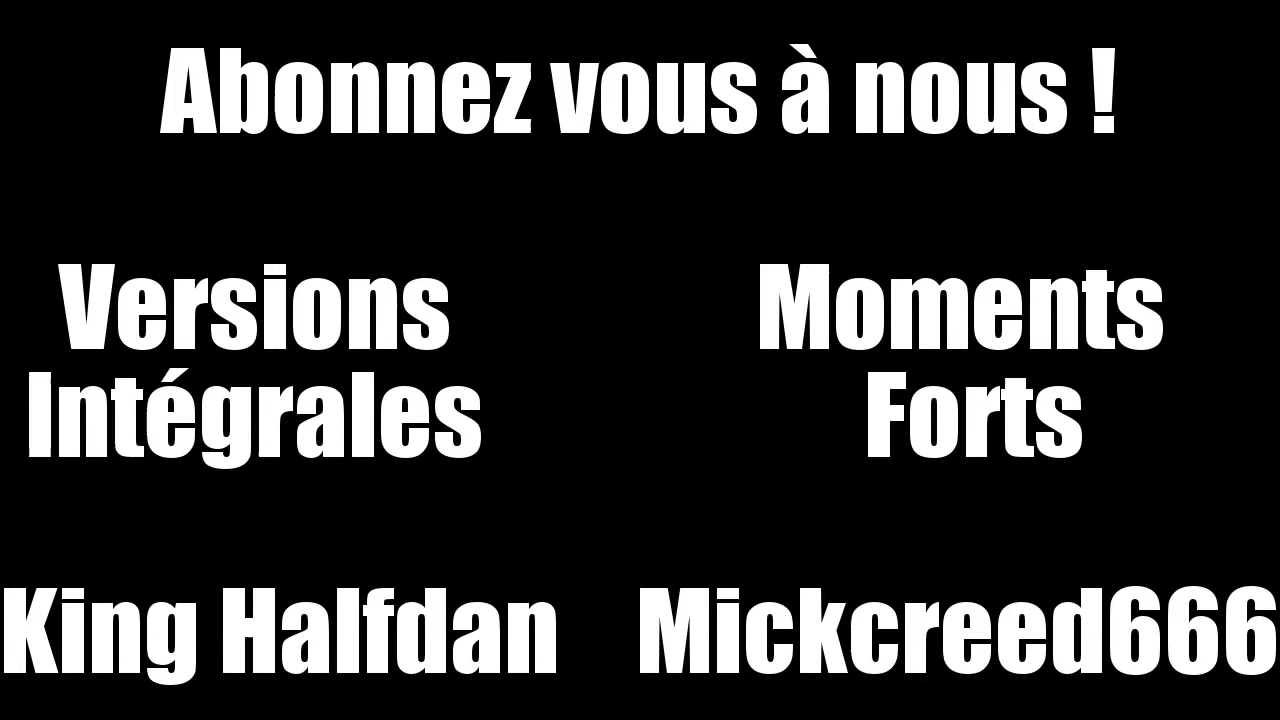 Abonnez vous à nous !
Versions
Intégrales
Moments
Forts
King Halfdan
Mickcreed666